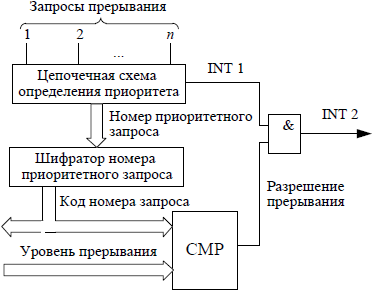 Запросы прерывания
1 2 ... n
Цепочечная схема
определения приоритета
INT 1
Номер приоритетного
запроса
&
INT 2
Шифратор номера
приоритетного запроса
Разрешение
прерывания
Код номера запроса
Уровень прерывания
CMP